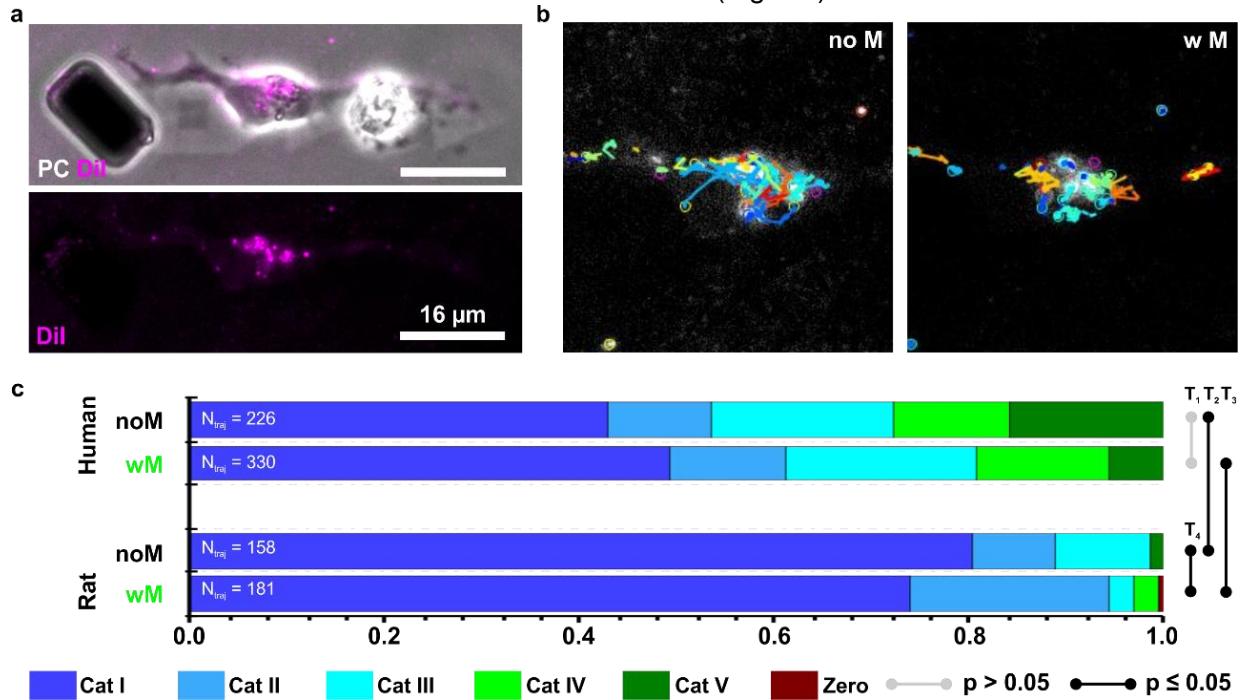 a
PC DiI
DiI
16 µm
b
no M
w M
c
Human
noM
wM
N_traj = 226
N_traj = 330
Rat
noM
wM
N_traj = 158
N_traj = 181
T₁ T₂ T₃
T₄
0.0 0.2 0.4 0.6 0.8 1.0
Cat I Cat II Cat III Cat IV Cat V Zero p > 0.05 p ≤ 0.05